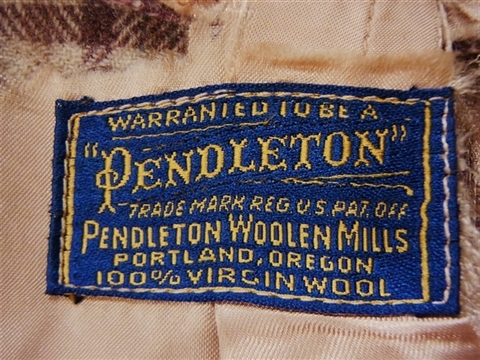 WARRANTED TO BE A
"PENDLETON"
TRADE MARK REG. U.S. PAT. OFF.
PENDLETON WOOLEN MILLS
PORTLAND, OREGON
100% VIRGIN WOOL